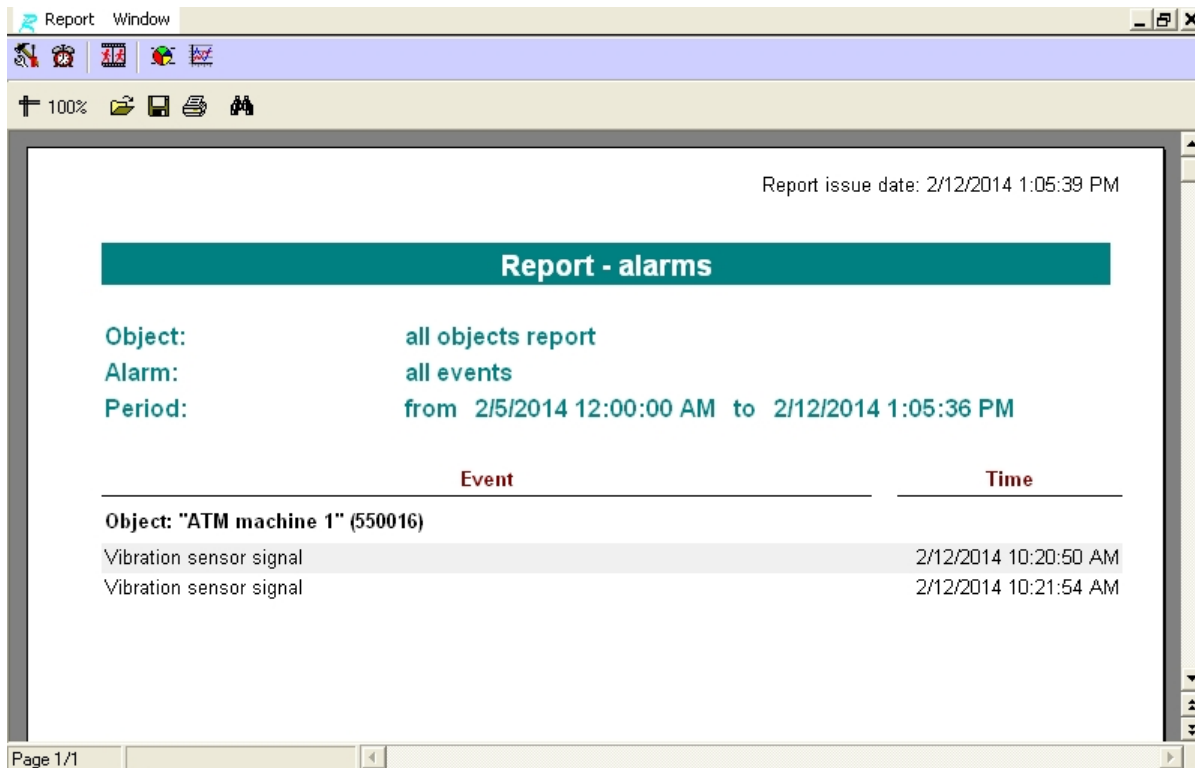 Report Window
100%
Report issue date: 2/12/2014 1:05:39 PM
Report - alarms
Object: all objects report
Alarm: all events
Period: from 2/5/2014 12:00:00 AM to 2/12/2014 1:05:36 PM
Event Time
Object: "ATM machine 1" (550016)
Vibration sensor signal 2/12/2014 10:20:50 AM
Vibration sensor signal 2/12/2014 10:21:54 AM
Page 1/1